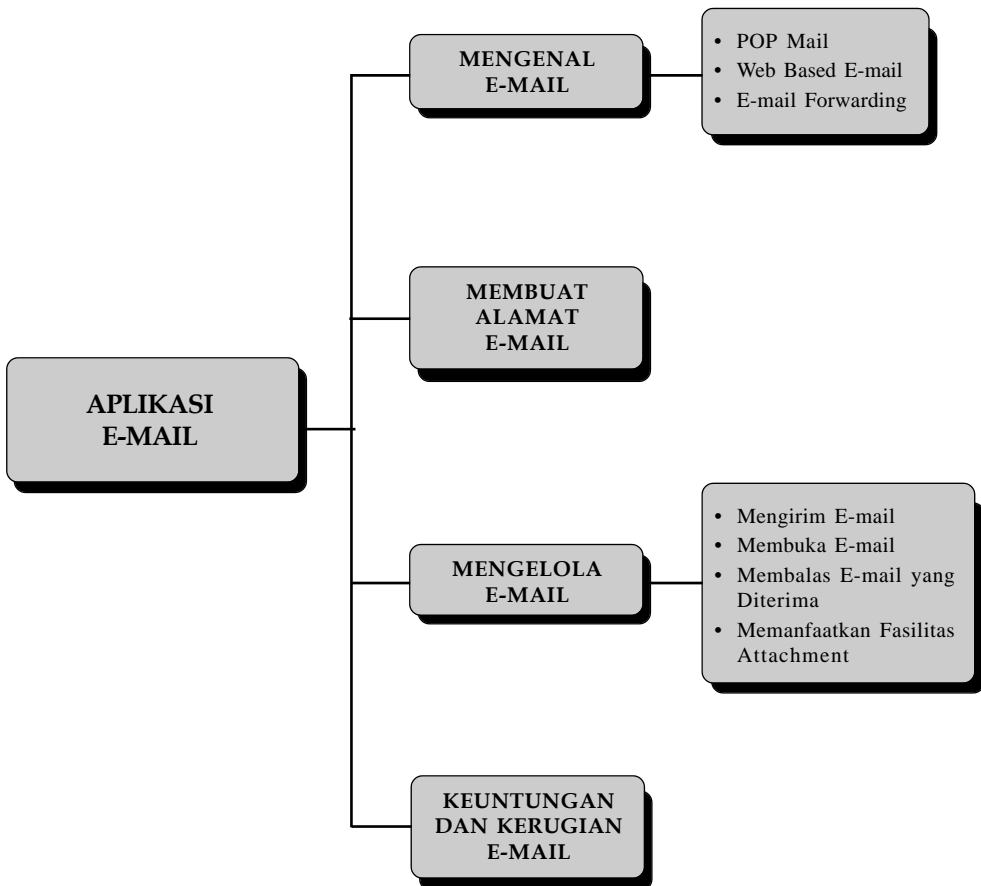 MENGENAL
E-MAIL
• POP Mail
• Web Based E-mail
• E-mail Forwarding
MEMBUAT
ALAMAT
E-MAIL
APLIKASI
E-MAIL
MENGELOLA
E-MAIL
• Mengirim E-mail
• Membuka E-mail
• Membalas E-mail yang
Diterima
• Memanfaatkan Fasilitas
Attachment
KEUNTUNGAN
DAN KERUGIAN
E-MAIL